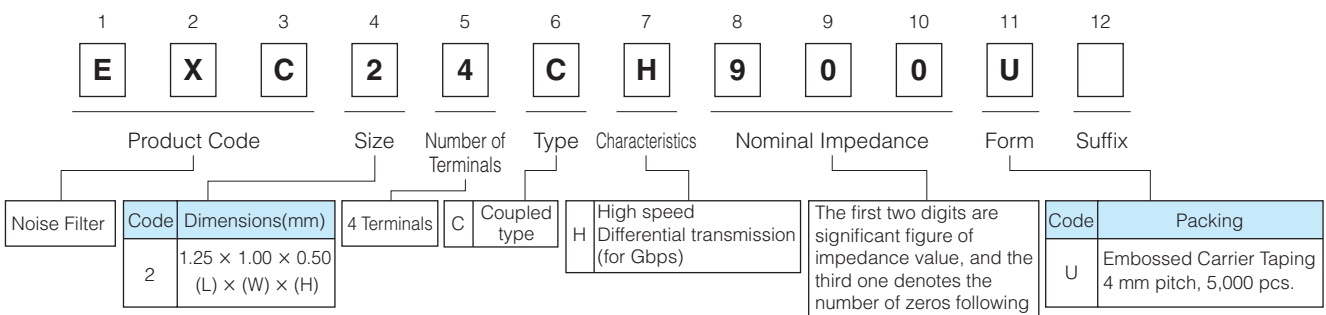 1 2 3 4 5 6 7 8 9 10 11 12
E X C 2 4 C H 9 0 0 U
Product Code Size Number of Terminals Type Characteristics Nominal Impedance Form Suffix
Noise Filter
Code Dimensions(mm)
2 1.25 × 1.00 × 0.50
(L) × (W) × (H)
4 Terminals
C Coupled
type
H High speed
Differential transmission
(for Gbps)
The first two digits are
significant figure of
impedance value, and the
third one denotes the
number of zeros following
Code Packing
U Embossed Carrier Taping
4 mm pitch, 5,000 pcs.